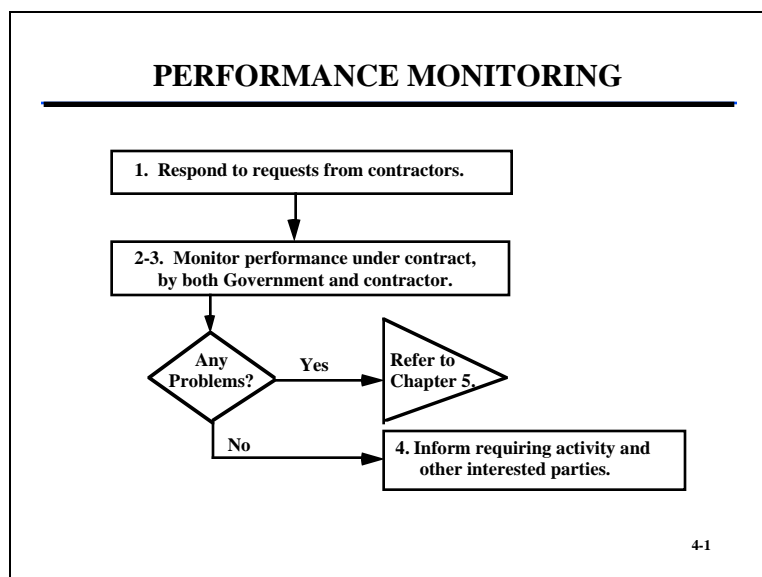 PERFORMANCE MONITORING
1. Respond to requests from contractors.
2-3. Monitor performance under contract,
by both Government and contractor.
Any
Problems?
Yes
Refer to
Chapter 5.
No
4. Inform requiring activity and
other interested parties.
4-1